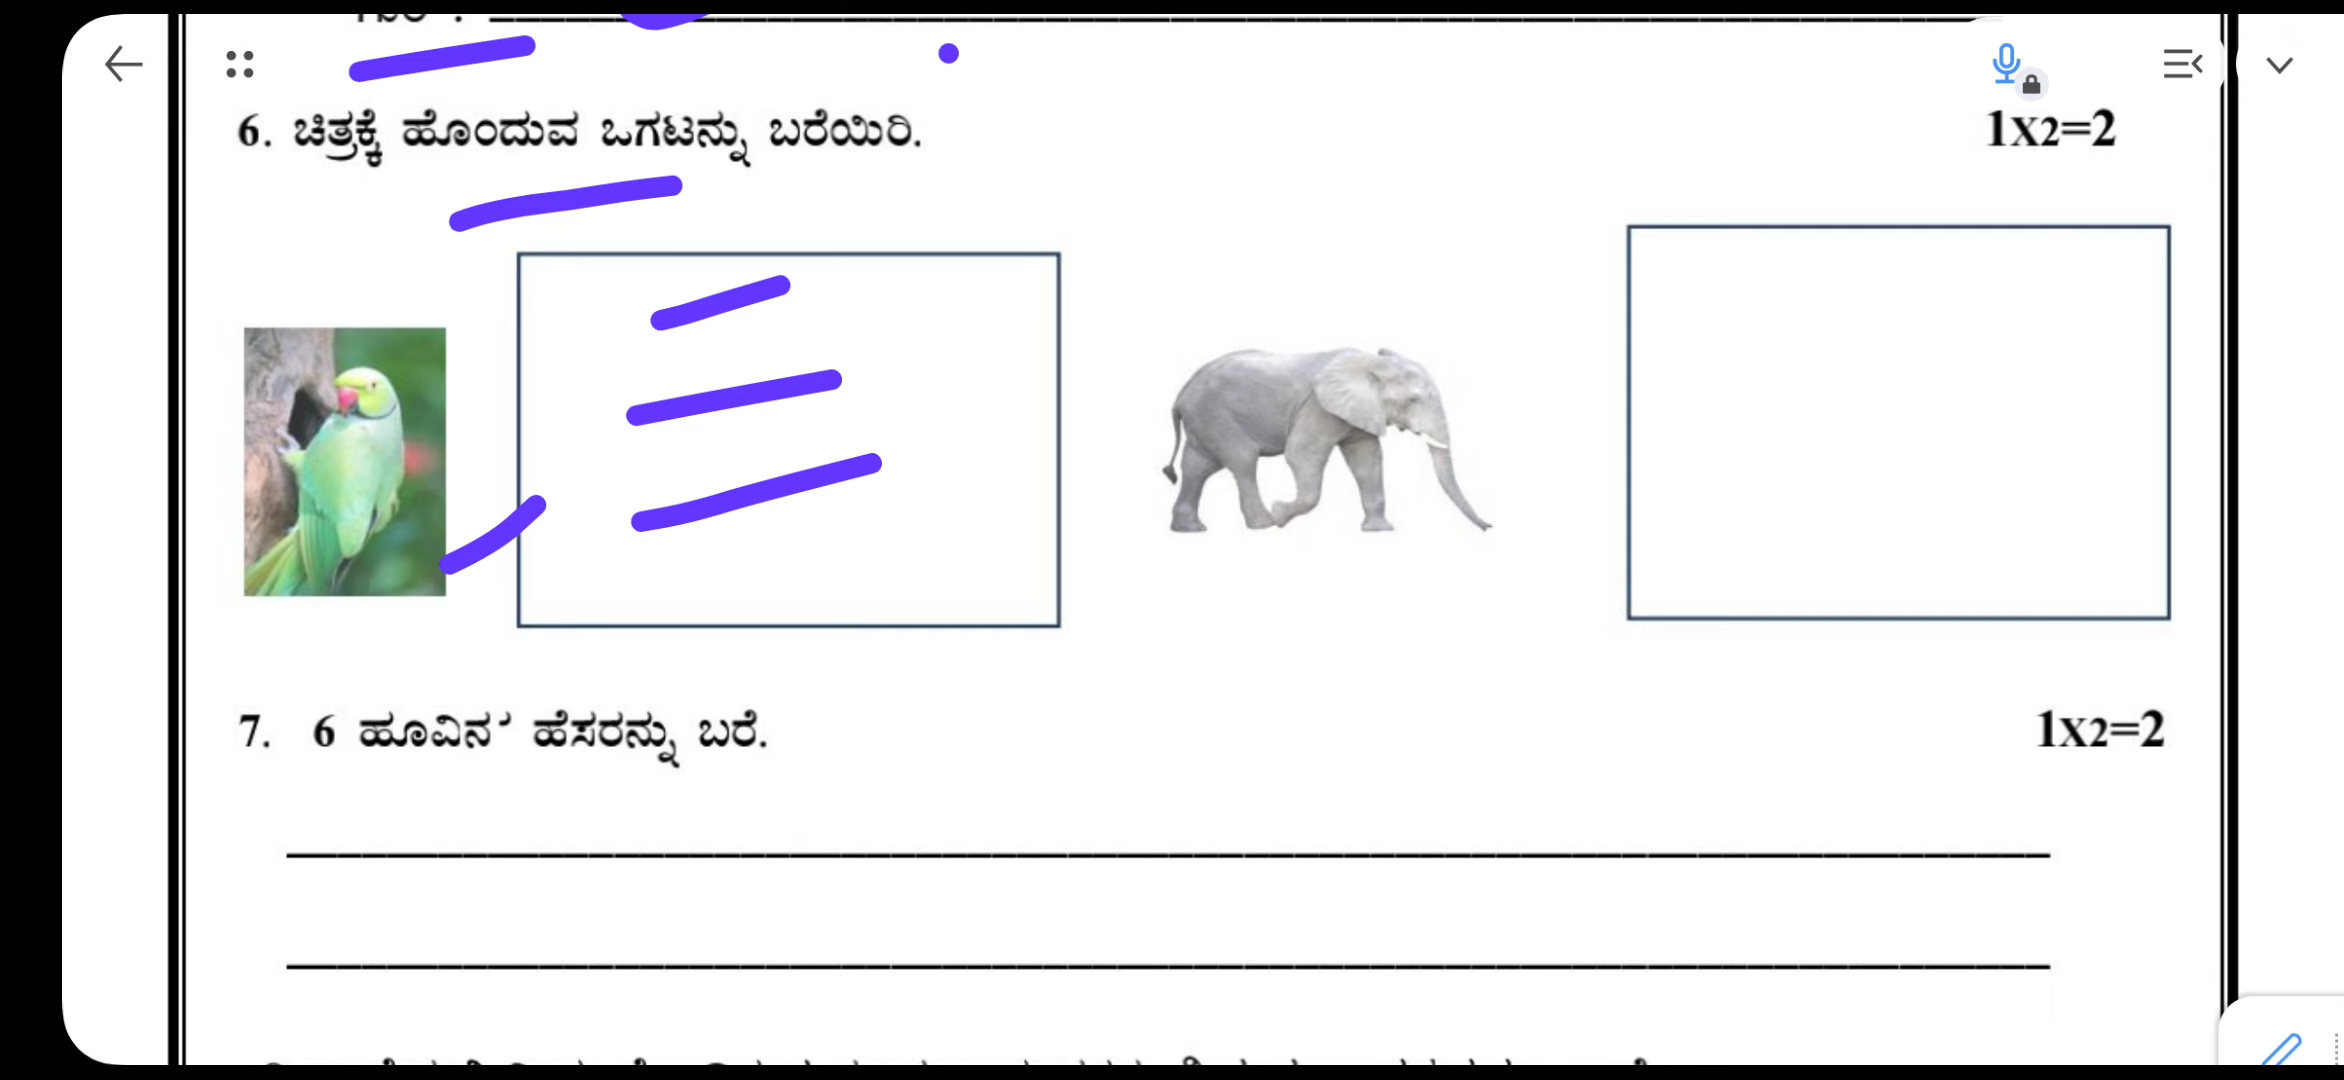 6. ಚಿತ್ರಕ್ಕೆ ಹೊಂದುವ ಒಗಟನ್ನು ಬರೆಯಿರಿ. 1X2=2
7. 6 ಹೂವಿನ ಹೆಸರನ್ನು ಬರೆ. 1X2=2